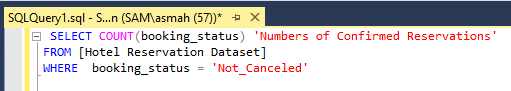 SQLQuery1.sql - S...n (SAM\asmah (57))*
SELECT COUNT(booking_status) 'Numbers of Confirmed Reservations'
FROM [Hotel Reservation Dataset]
WHERE  booking_status = 'Not_Canceled'